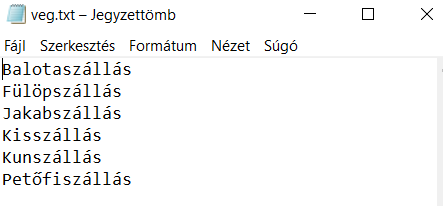 veg.txt – Jegyzettömb
Fájl Szerkesztés Formátum Nézet Súgó
Balotaszállás
Fülöpszállás
Jakabszállás
Kisszállás
Kunszállás
Petőfiszállás